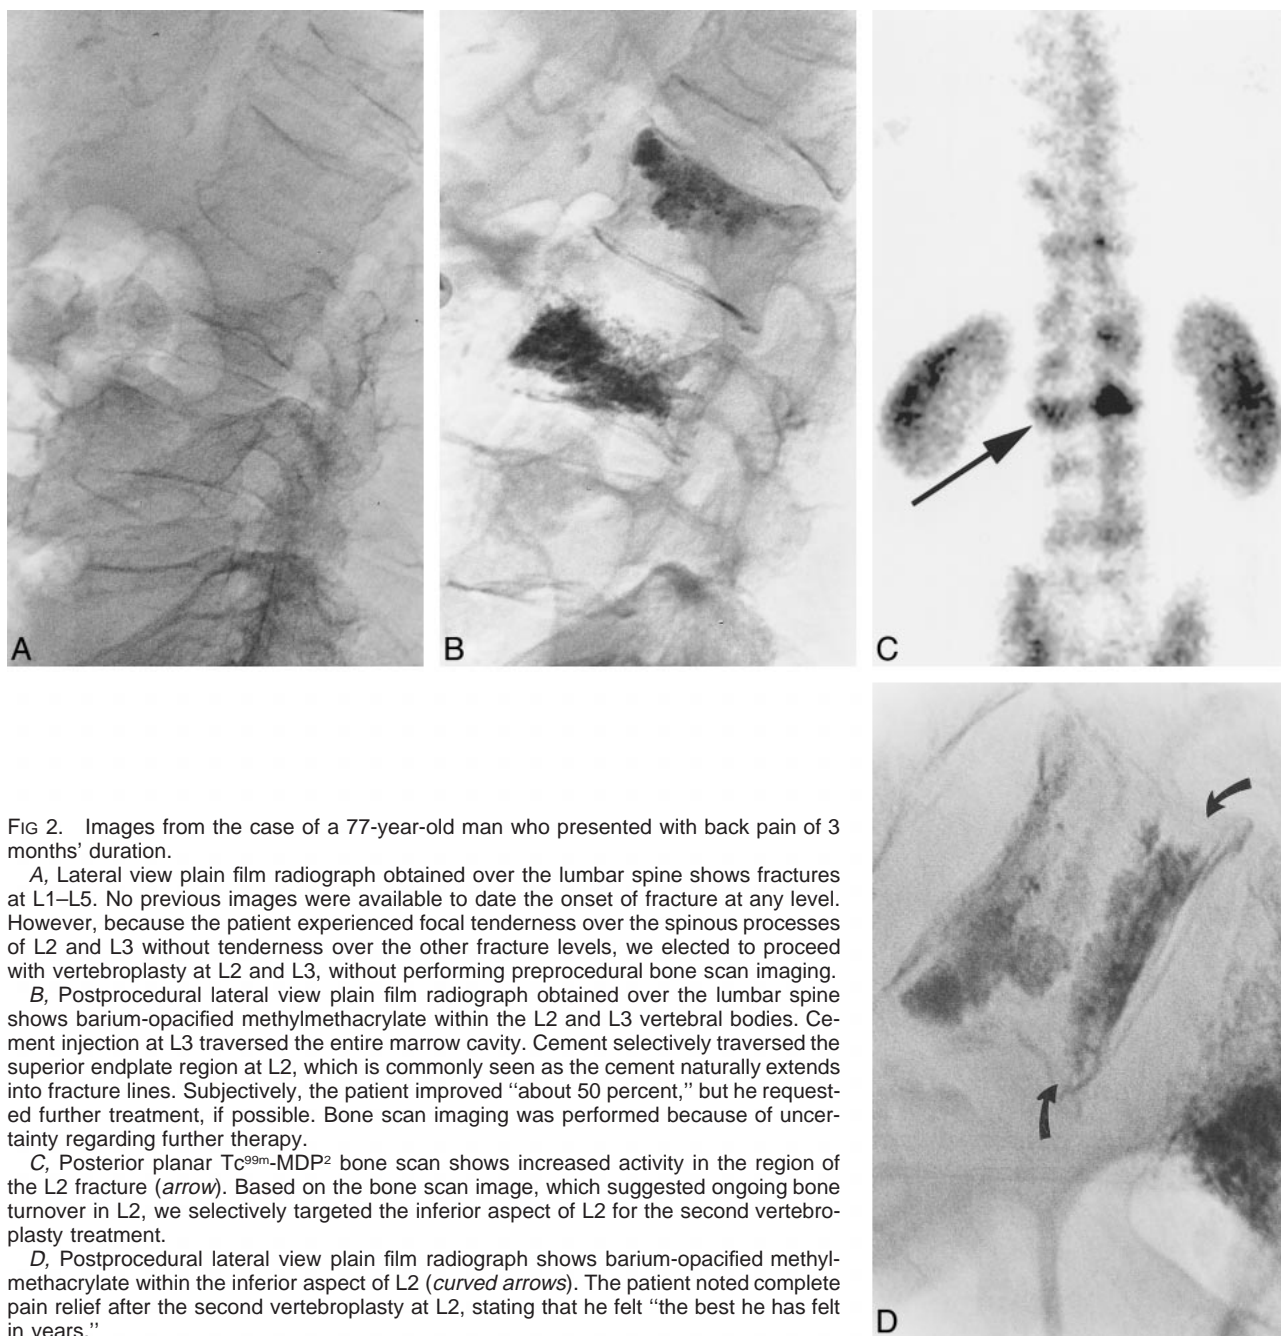 A
B
C
D
FIG 2. Images from the case of a 77-year-old man who presented with back pain of 3
months’ duration.
A, Lateral view plain film radiograph obtained over the lumbar spine shows fractures
at L1–L5. No previous images were available to date the onset of fracture at any level.
However, because the patient experienced focal tenderness over the spinous processes
of L2 and L3 without tenderness over the other fracture levels, we elected to proceed
with vertebroplasty at L2 and L3, without performing preprocedural bone scan imaging.
B, Postprocedural lateral view plain film radiograph obtained over the lumbar spine
shows barium-opacified methylmethacrylate within the L2 and L3 vertebral bodies. Ce-
ment injection at L3 traversed the entire marrow cavity. Cement selectively traversed the
superior endplate region at L2, which is commonly seen as the cement naturally extends
into fracture lines. Subjectively, the patient improved ‘‘about 50 percent,’’ but he request-
ed further treatment, if possible. Bone scan imaging was performed because of uncer-
tainty regarding further therapy.
C, Posterior planar Tc⁹⁹ᵐ-MDP² bone scan shows increased activity in the region of
the L2 fracture (arrow). Based on the bone scan image, which suggested ongoing bone
turnover in L2, we selectively targeted the inferior aspect of L2 for the second vertebro-
plasty treatment.
D, Postprocedural lateral view plain film radiograph shows barium-opacified methyl-
methacrylate within the inferior aspect of L2 (curved arrows). The patient noted complete
pain relief after the second vertebroplasty at L2, stating that he felt ‘‘the best he has felt
in years.’’